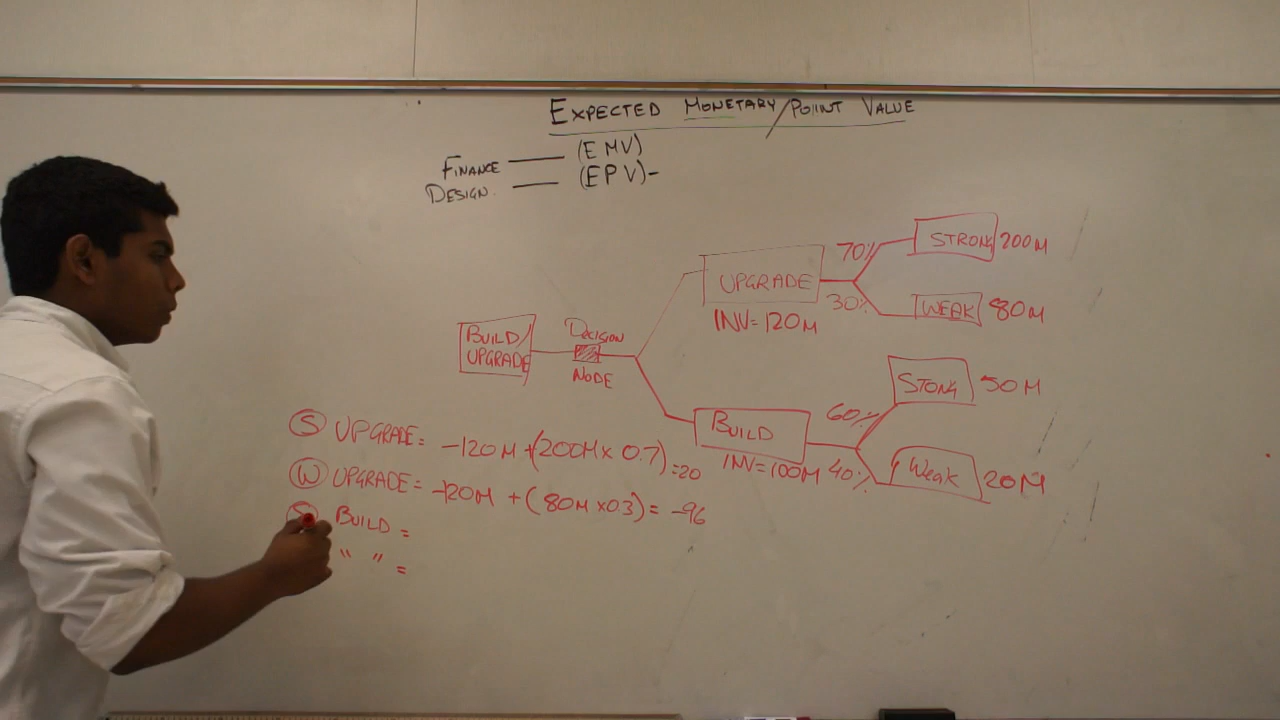 EXPECTED MONETARY/POINT VALUE
FINANCE — (EMV)
DESIGN. — (EPV)-
70% STRONG 200M
UPGRADE
30% WEAK 80M
INV=120M
BUILD/
UPGRADE
DECISION
NODE
STONG 50M
60%
BUILD
INV=100M 40% Weak 20M
(S) UPGRADE= -120M+(200M x 0.7)=20
(W) UPGRADE= -120M + (80M x0.3) = -96
(S) BUILD =
" " =